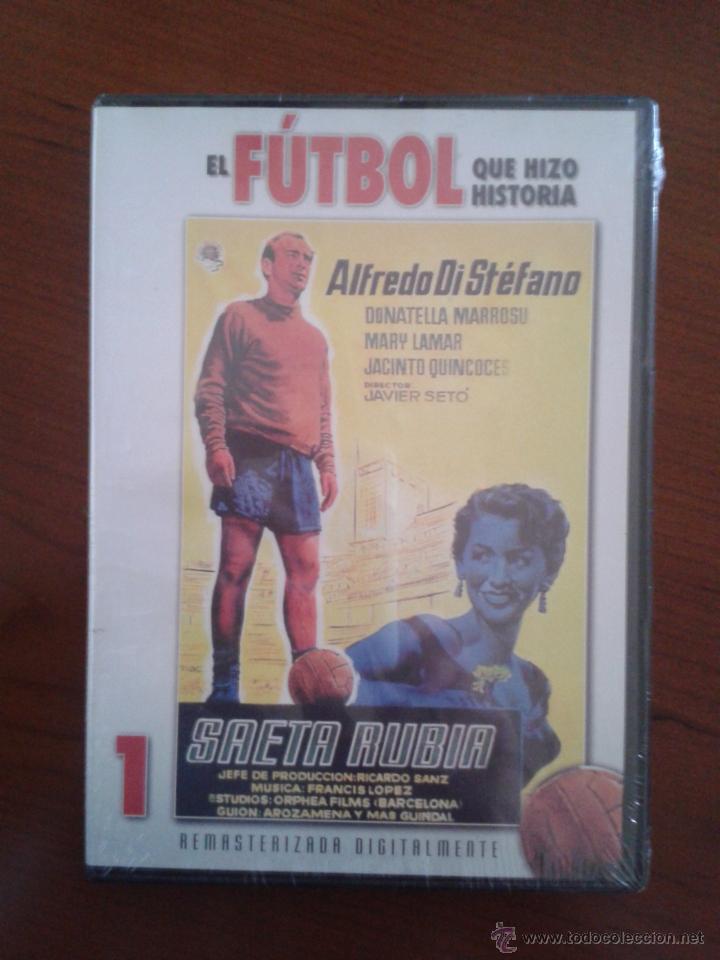 EL FÚTBOL QUE HIZO HISTORIA
Alfredo Di Stéfano
DONATELLA MARROSU
MARY LAMAR
JACINTO QUINCOCES
DIRECTOR
JAVIER SETÓ
SAETA RUBIA
JEFE DE PRODUCCION: RICARDO SANZ
MUSICA: FRANCIS LOPEZ
ESTUDIOS: ORPHEA FILMS (BARCELONA)
GUION: AROZAMENA Y MAS GUINDAL
1
REMASTERIZADA DIGITALMENTE
© www.todocoleccion.net